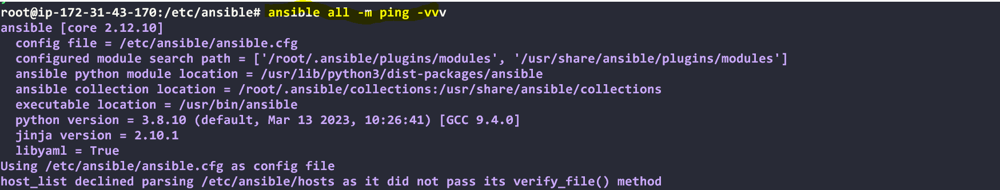 root@ip-172-31-43-170:/etc/ansible# ansible all -m ping -vvv
ansible [core 2.12.10]
  config file = /etc/ansible/ansible.cfg
  configured module search path = ['/root/.ansible/plugins/modules', '/usr/share/ansible/plugins/modules']
  ansible python module location = /usr/lib/python3/dist-packages/ansible
  ansible collection location = /root/.ansible/collections:/usr/share/ansible/collections
  executable location = /usr/bin/ansible
  python version = 3.8.10 (default, Mar 13 2023, 10:26:41) [GCC 9.4.0]
  jinja version = 2.10.1
  libyaml = True
Using /etc/ansible/ansible.cfg as config file
host_list declined parsing /etc/ansible/hosts as it did not pass its verify_file() method